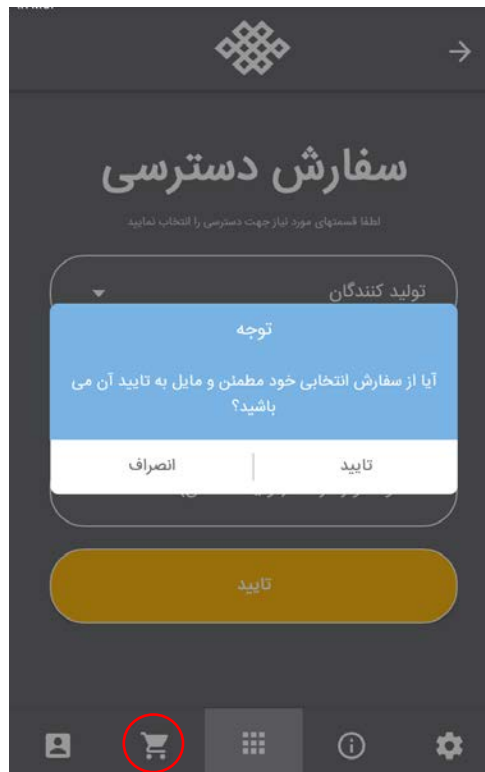 سفارش دسترسی
لطفا قسمتهای مورد نیاز جهت دسترسی را انتخاب نمایید
تولید کنندگان
توجه
آیا از سفارش انتخابی خود مطمئن و مایل به تایید آن می
باشید؟
تایید
انصراف
تایید